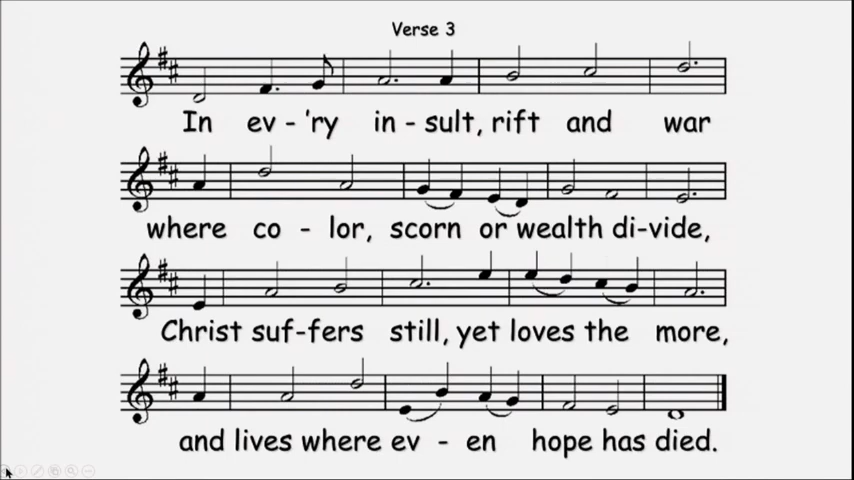 Verse 3
In ev - 'ry in - sult, rift and war
where co - lor, scorn or wealth di-vide,
Christ suf-fers still, yet loves the more,
and lives where ev - en hope has died.